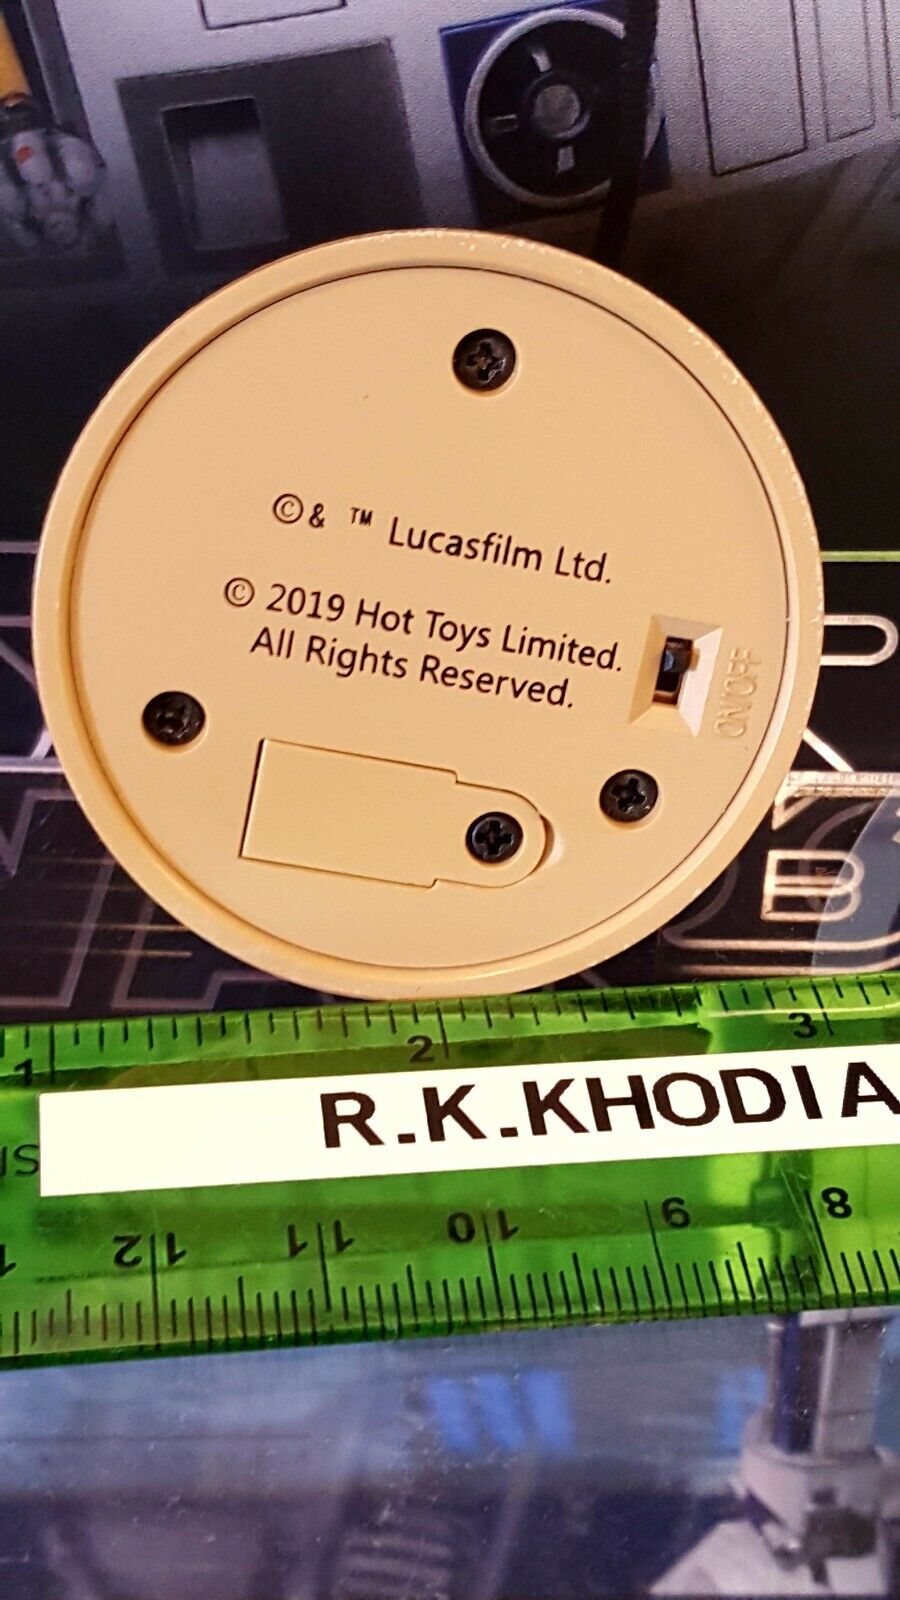 © & ™ Lucasfilm Ltd.
© 2019 Hot Toys Limited.
All Rights Reserved.
ON/OFF
B
1 2 3
R.K.KHODIA
12 11 10 9 8